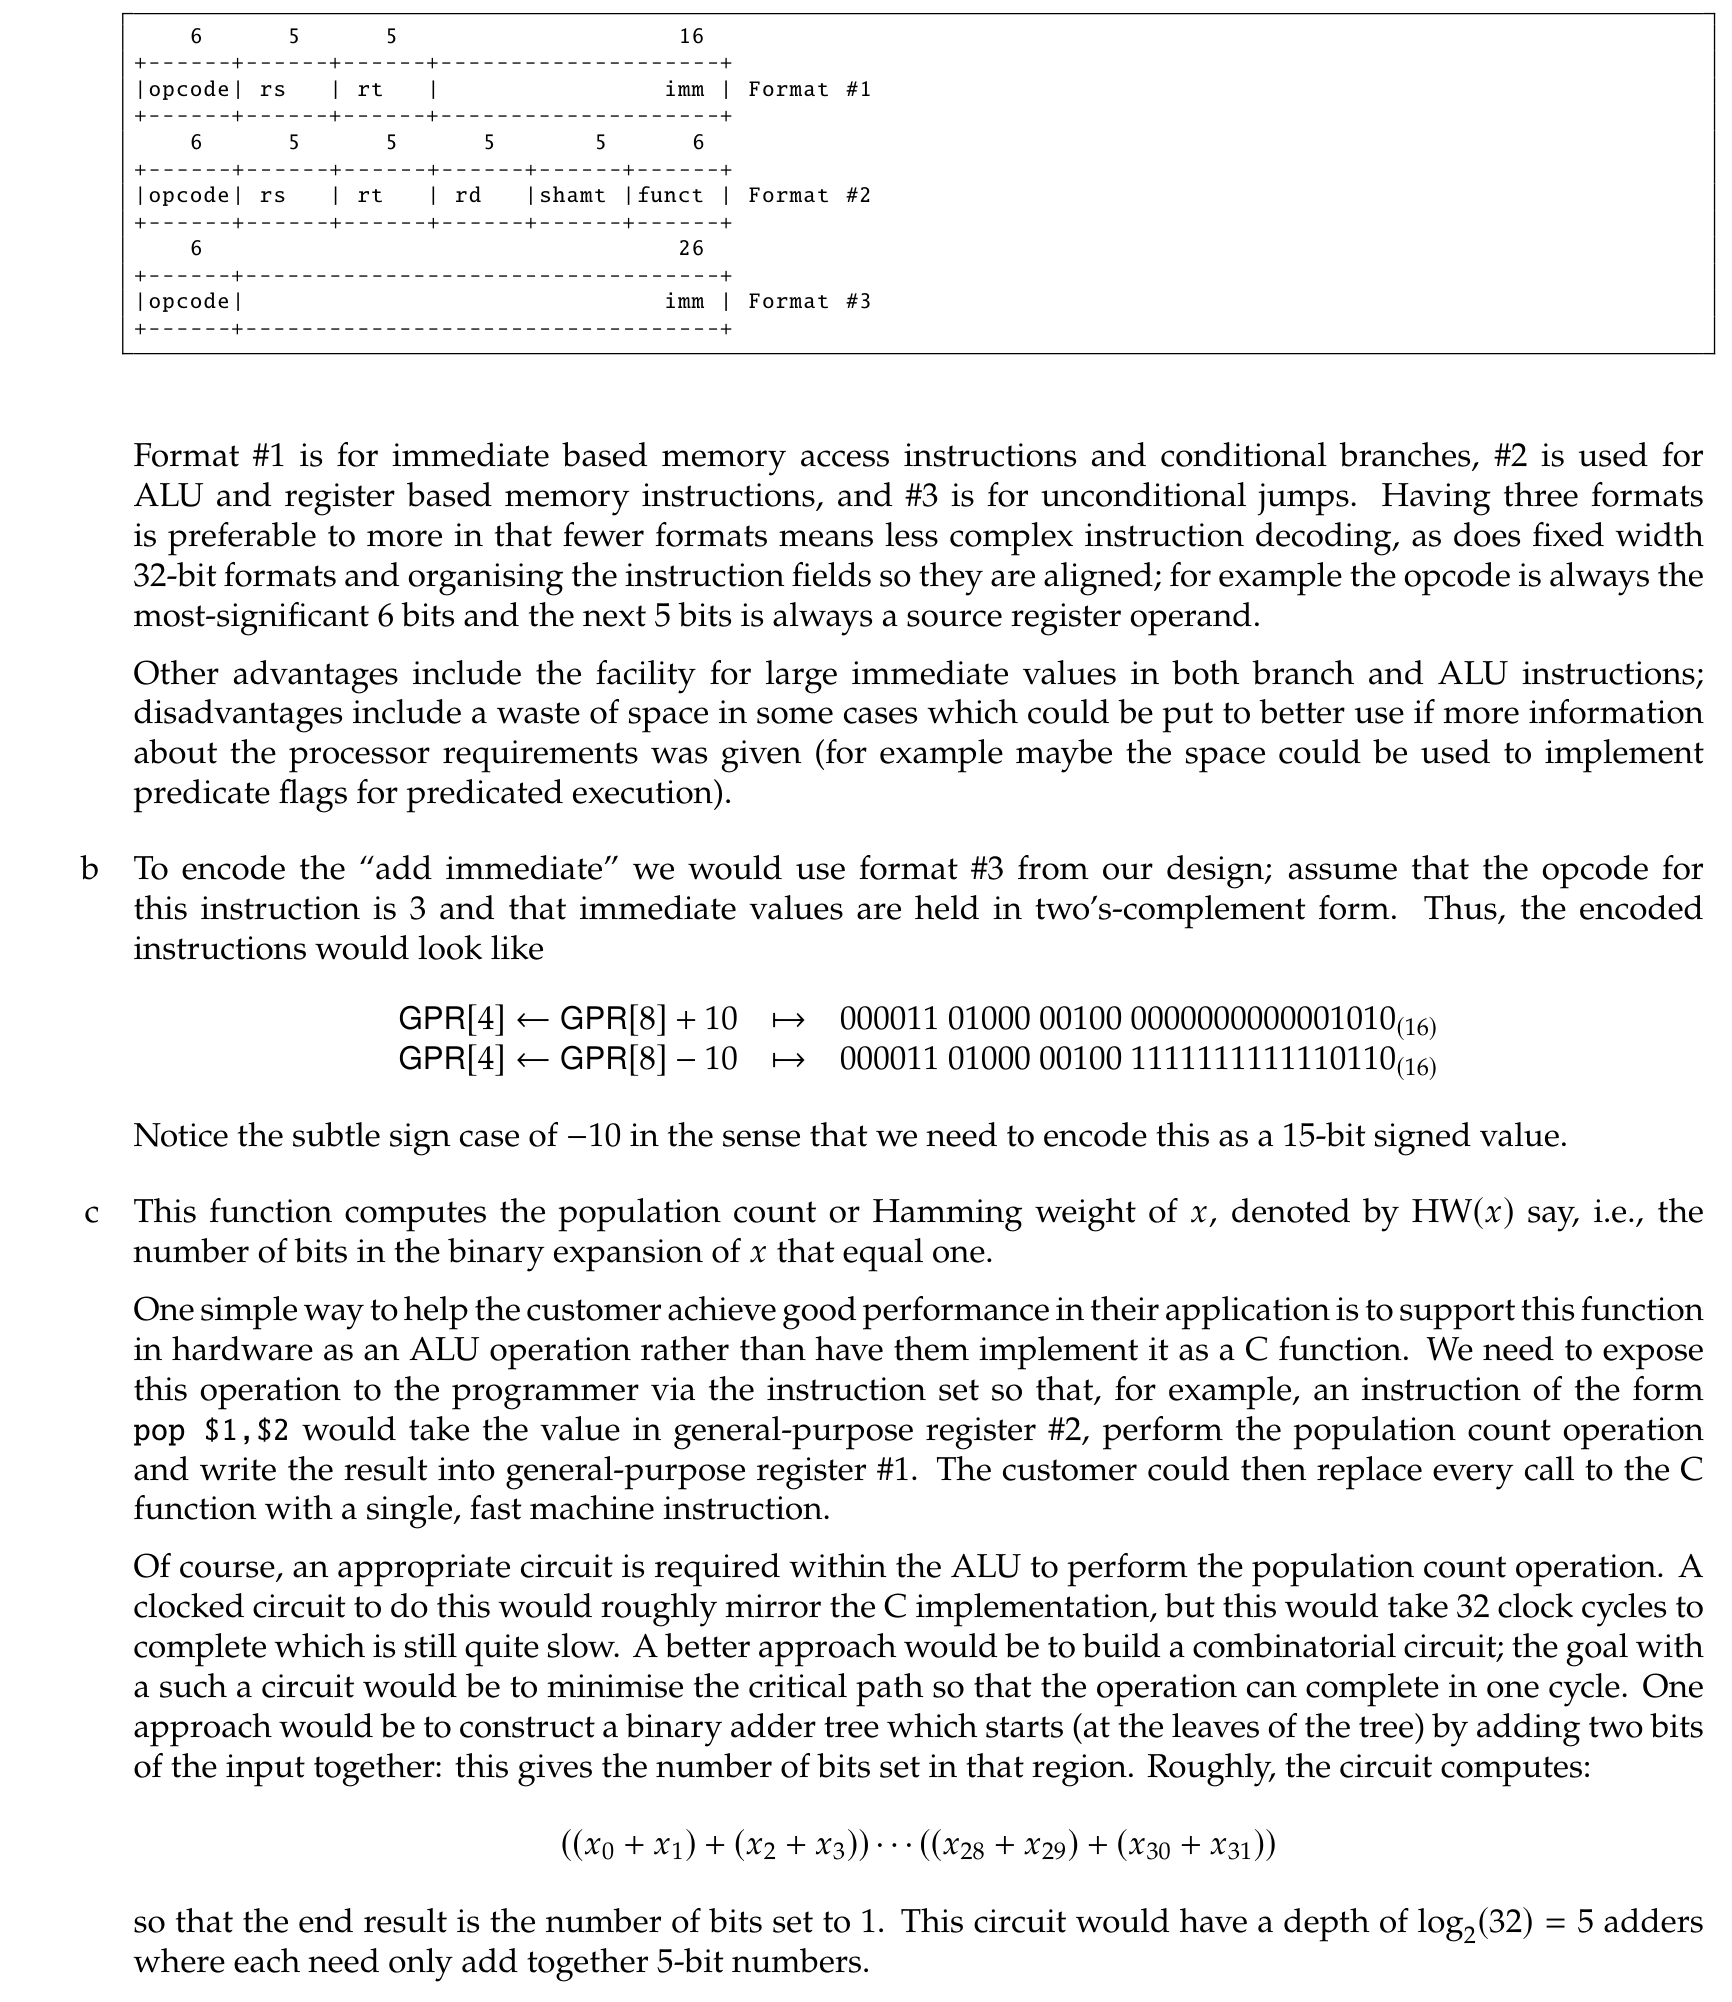 6 5 5 16
+------+------+------+-------------------+
|opcode| rs | rt | imm | Format #1
+------+------+------+-------------------+
6 5 5 5 5 6
+------+------+------+------+------+------+
|opcode| rs | rt | rd |shamt |funct | Format #2
+------+------+------+------+------+------+
6 26
+------+---------------------------------+
|opcode| imm | Format #3
+------+---------------------------------+
Format #1 is for immediate based memory access instructions and conditional branches, #2 is used for
ALU and register based memory instructions, and #3 is for unconditional jumps. Having three formats
is preferable to more in that fewer formats means less complex instruction decoding, as does fixed width
32-bit formats and organising the instruction fields so they are aligned; for example the opcode is always the
most-significant 6 bits and the next 5 bits is always a source register operand.
Other advantages include the facility for large immediate values in both branch and ALU instructions;
disadvantages include a waste of space in some cases which could be put to better use if more information
about the processor requirements was given (for example maybe the space could be used to implement
predicate flags for predicated execution).
b To encode the “add immediate” we would use format #3 from our design; assume that the opcode for
this instruction is 3 and that immediate values are held in two’s-complement form. Thus, the encoded
instructions would look like
GPR[4] ← GPR[8] + 10 ↦ 000011 01000 00100 0000000000001010(16)
GPR[4] ← GPR[8] − 10 ↦ 000011 01000 00100 1111111111110110(16)
Notice the subtle sign case of −10 in the sense that we need to encode this as a 15-bit signed value.
c This function computes the population count or Hamming weight of x, denoted by HW(x) say, i.e., the
number of bits in the binary expansion of x that equal one.
One simple way to help the customer achieve good performance in their application is to support this function
in hardware as an ALU operation rather than have them implement it as a C function. We need to expose
this operation to the programmer via the instruction set so that, for example, an instruction of the form
pop $1,$2 would take the value in general-purpose register #2, perform the population count operation
and write the result into general-purpose register #1. The customer could then replace every call to the C
function with a single, fast machine instruction.
Of course, an appropriate circuit is required within the ALU to perform the population count operation. A
clocked circuit to do this would roughly mirror the C implementation, but this would take 32 clock cycles to
complete which is still quite slow. A better approach would be to build a combinatorial circuit; the goal with
a such a circuit would be to minimise the critical path so that the operation can complete in one cycle. One
approach would be to construct a binary adder tree which starts (at the leaves of the tree) by adding two bits
of the input together: this gives the number of bits set in that region. Roughly, the circuit computes:
((x₀ + x₁) + (x₂ + x₃)) ⋯ ((x₂₈ + x₂₉) + (x₃₀ + x₃₁))
so that the end result is the number of bits set to 1. This circuit would have a depth of log₂(32) = 5 adders
where each need only add together 5-bit numbers.